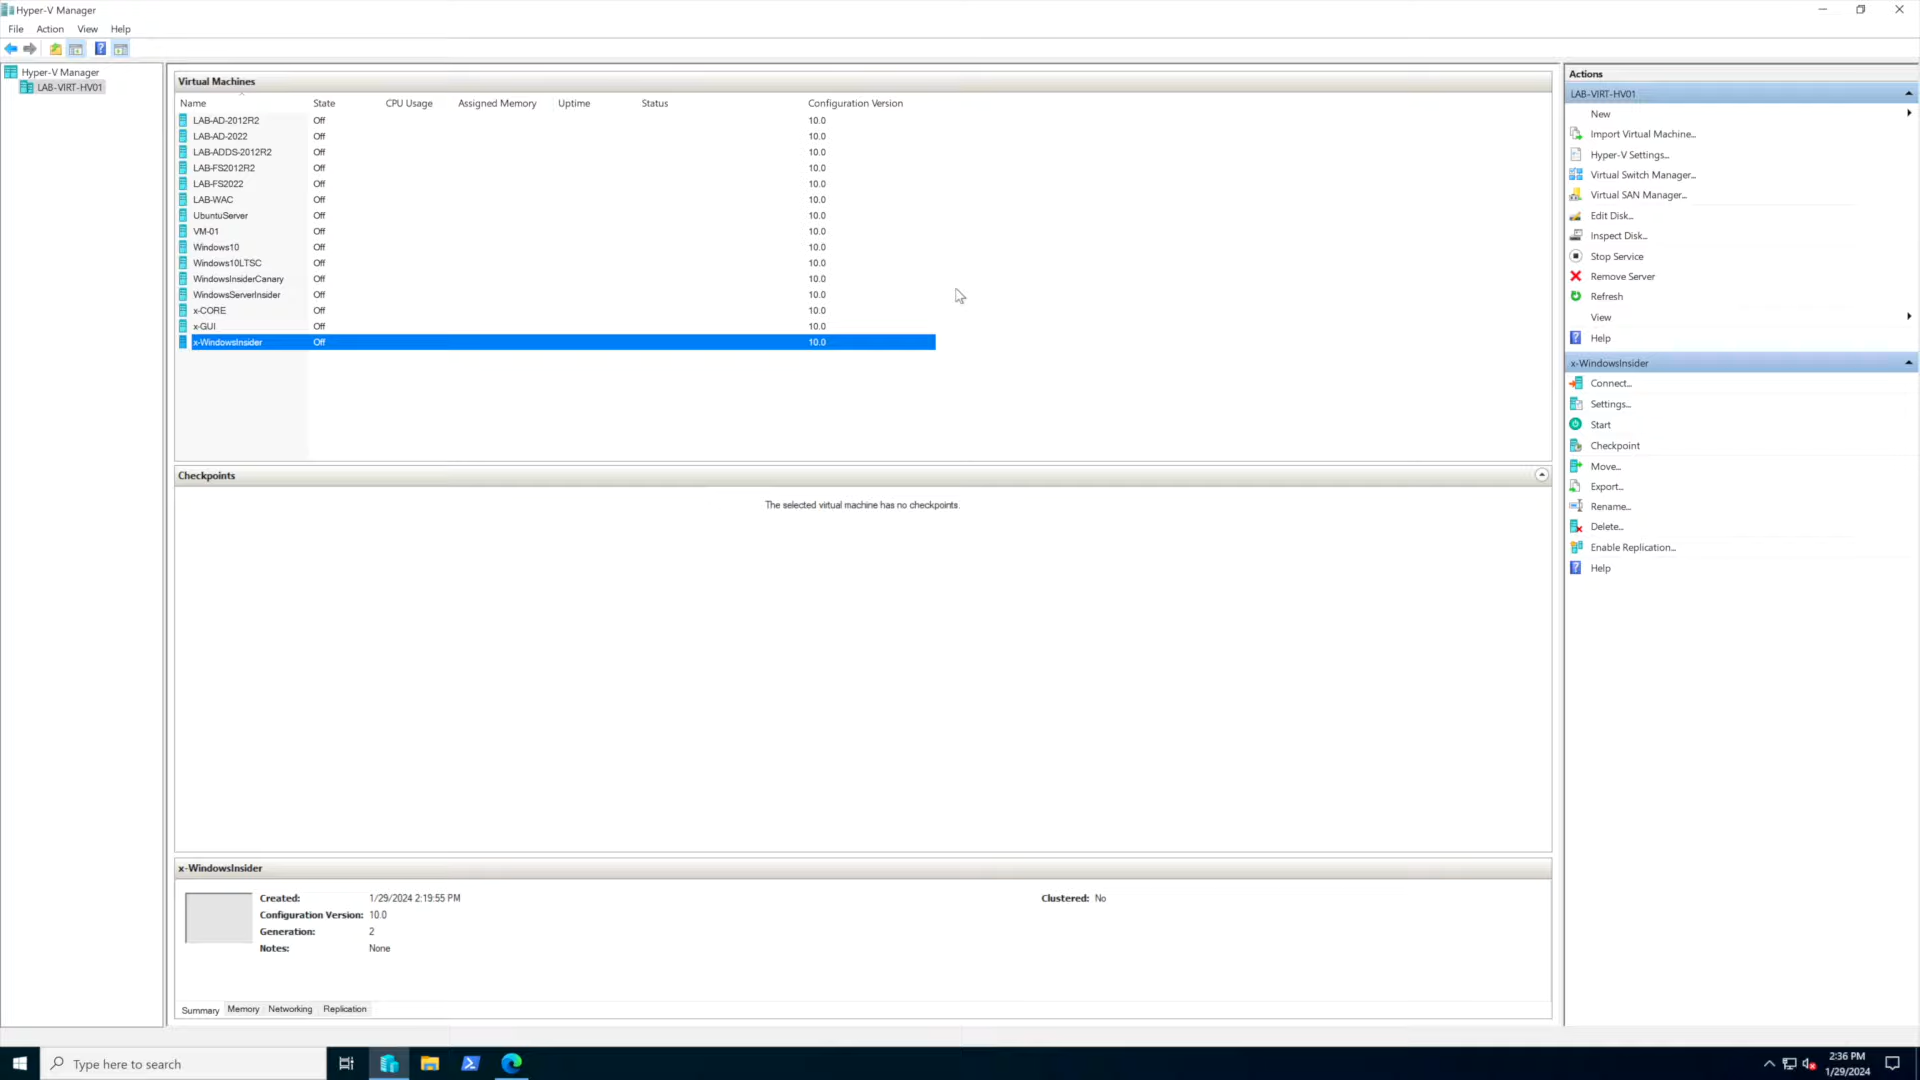 Hyper-V Manager
File Action View Help
Hyper-V Manager
LAB-VIRT-HV01
Virtual Machines
Name State CPU Usage Assigned Memory Uptime Status Configuration Version
LAB-AD-2012R2 Off 10.0
LAB-AD-2022 Off 10.0
LAB-ADDS-2012R2 Off 10.0
LAB-FS2012R2 Off 10.0
LAB-FS2022 Off 10.0
LAB-WAC Off 10.0
UbuntuServer Off 10.0
VM-01 Off 10.0
Windows10 Off 10.0
Windows10LTSC Off 10.0
WindowsInsiderCanary Off 10.0
WindowsServerInsider Off 10.0
x-CORE Off 10.0
x-GUI Off 10.0
x-WindowsInsider Off 10.0
Checkpoints
The selected virtual machine has no checkpoints.
x-WindowsInsider
Created: 1/29/2024 2:19:55 PM Clustered: No
Configuration Version: 10.0
Generation: 2
Notes: None
Summary Memory Networking Replication
Actions
LAB-VIRT-HV01
New
Import Virtual Machine...
Hyper-V Settings...
Virtual Switch Manager...
Virtual SAN Manager...
Edit Disk...
Inspect Disk...
Stop Service
Remove Server
Refresh
View
Help
x-WindowsInsider
Connect...
Settings...
Start
Checkpoint
Move...
Export...
Rename...
Delete...
Enable Replication...
Help
Type here to search
2:36 PM
1/29/2024